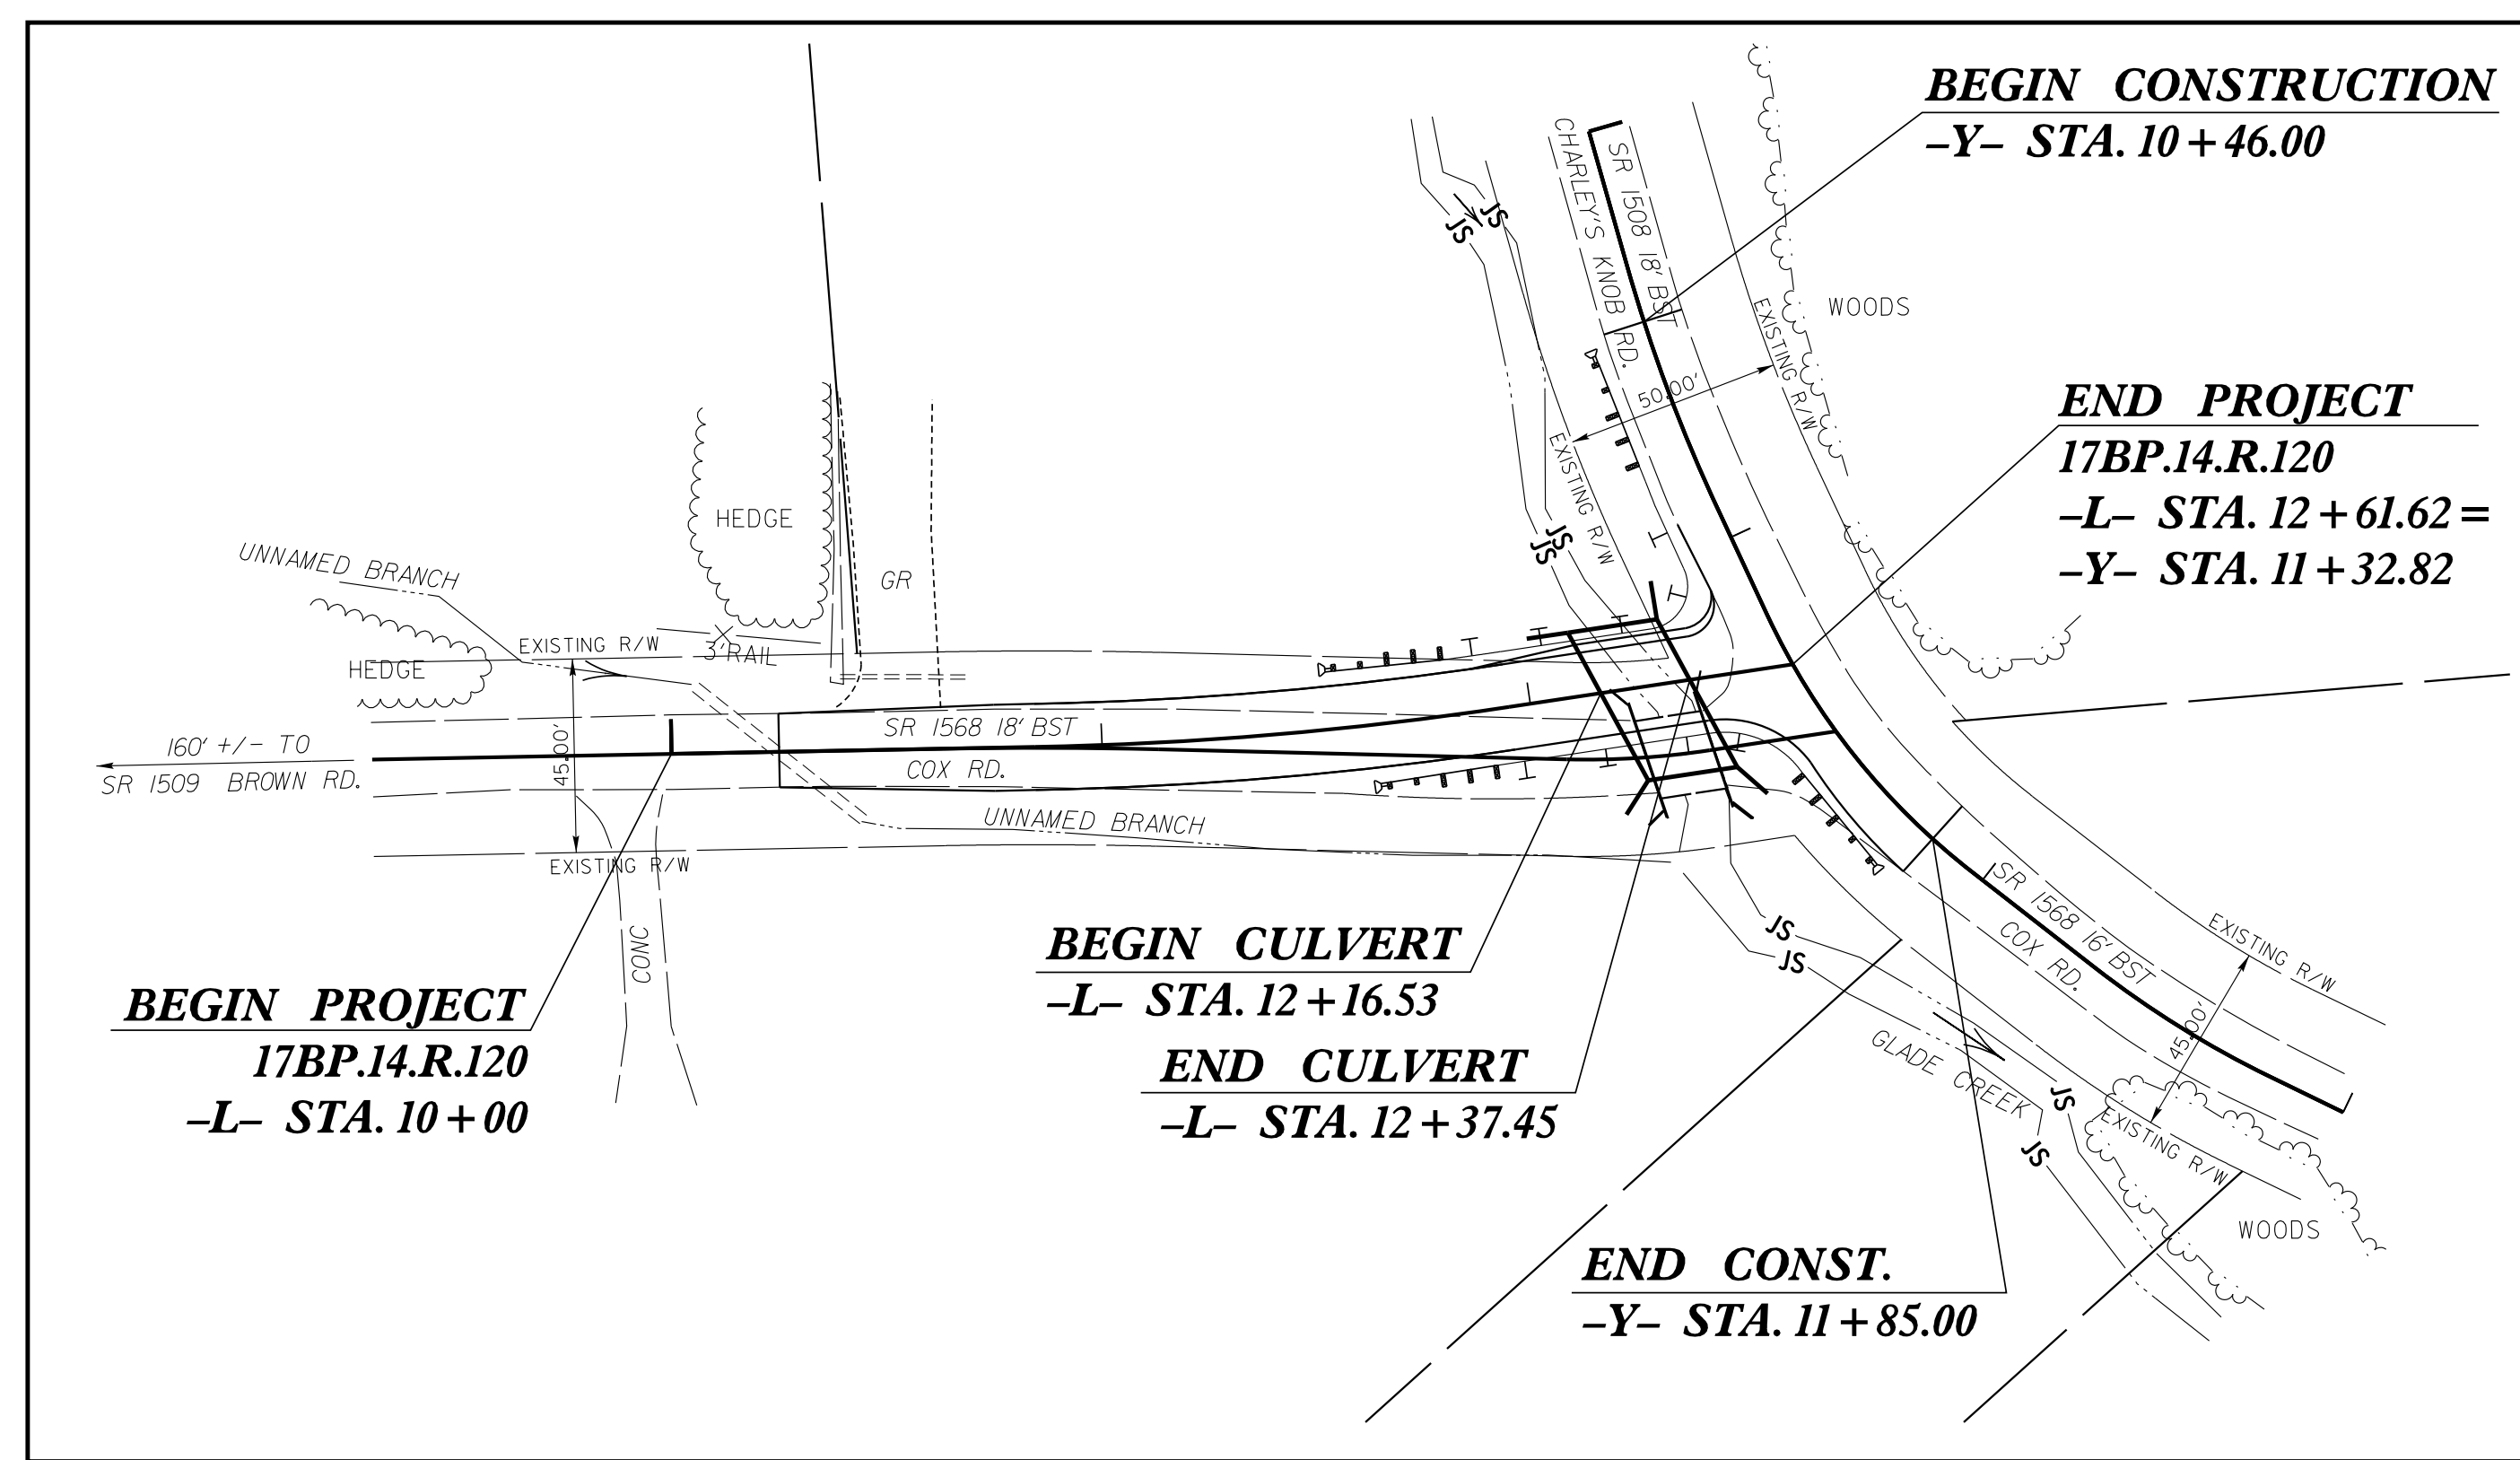 BEGIN CONSTRUCTION
-Y- STA. 10+46.00
CHARLEY'S KNOB RD.
SR 1508 18' BST
JS
JS
EXISTING R/W
WOODS
50.00'
END PROJECT
17BP.14.R.120
-L- STA. 12+61.62=
-Y- STA. 11+32.82
EXISTING R/W
JS
JS
HEDGE
GR
UNNAMED BRANCH
EXISTING R/W
3' RAIL
HEDGE
SR 1568 18' BST
COX RD.
160' +/- TO
SR 1509 BROWN RD.
45.00'
UNNAMED BRANCH
EXISTING R/W
CONC
SR 1568 16' BST
COX RD.
EXISTING R/W
45.00'
JS
JS
BEGIN CULVERT
-L- STA. 12+16.53
BEGIN PROJECT
17BP.14.R.120
-L- STA. 10+00
END CULVERT
-L- STA. 12+37.45
GLADE CREEK
JS
JS
EXISTING R/W
WOODS
END CONST.
-Y- STA. 11+85.00